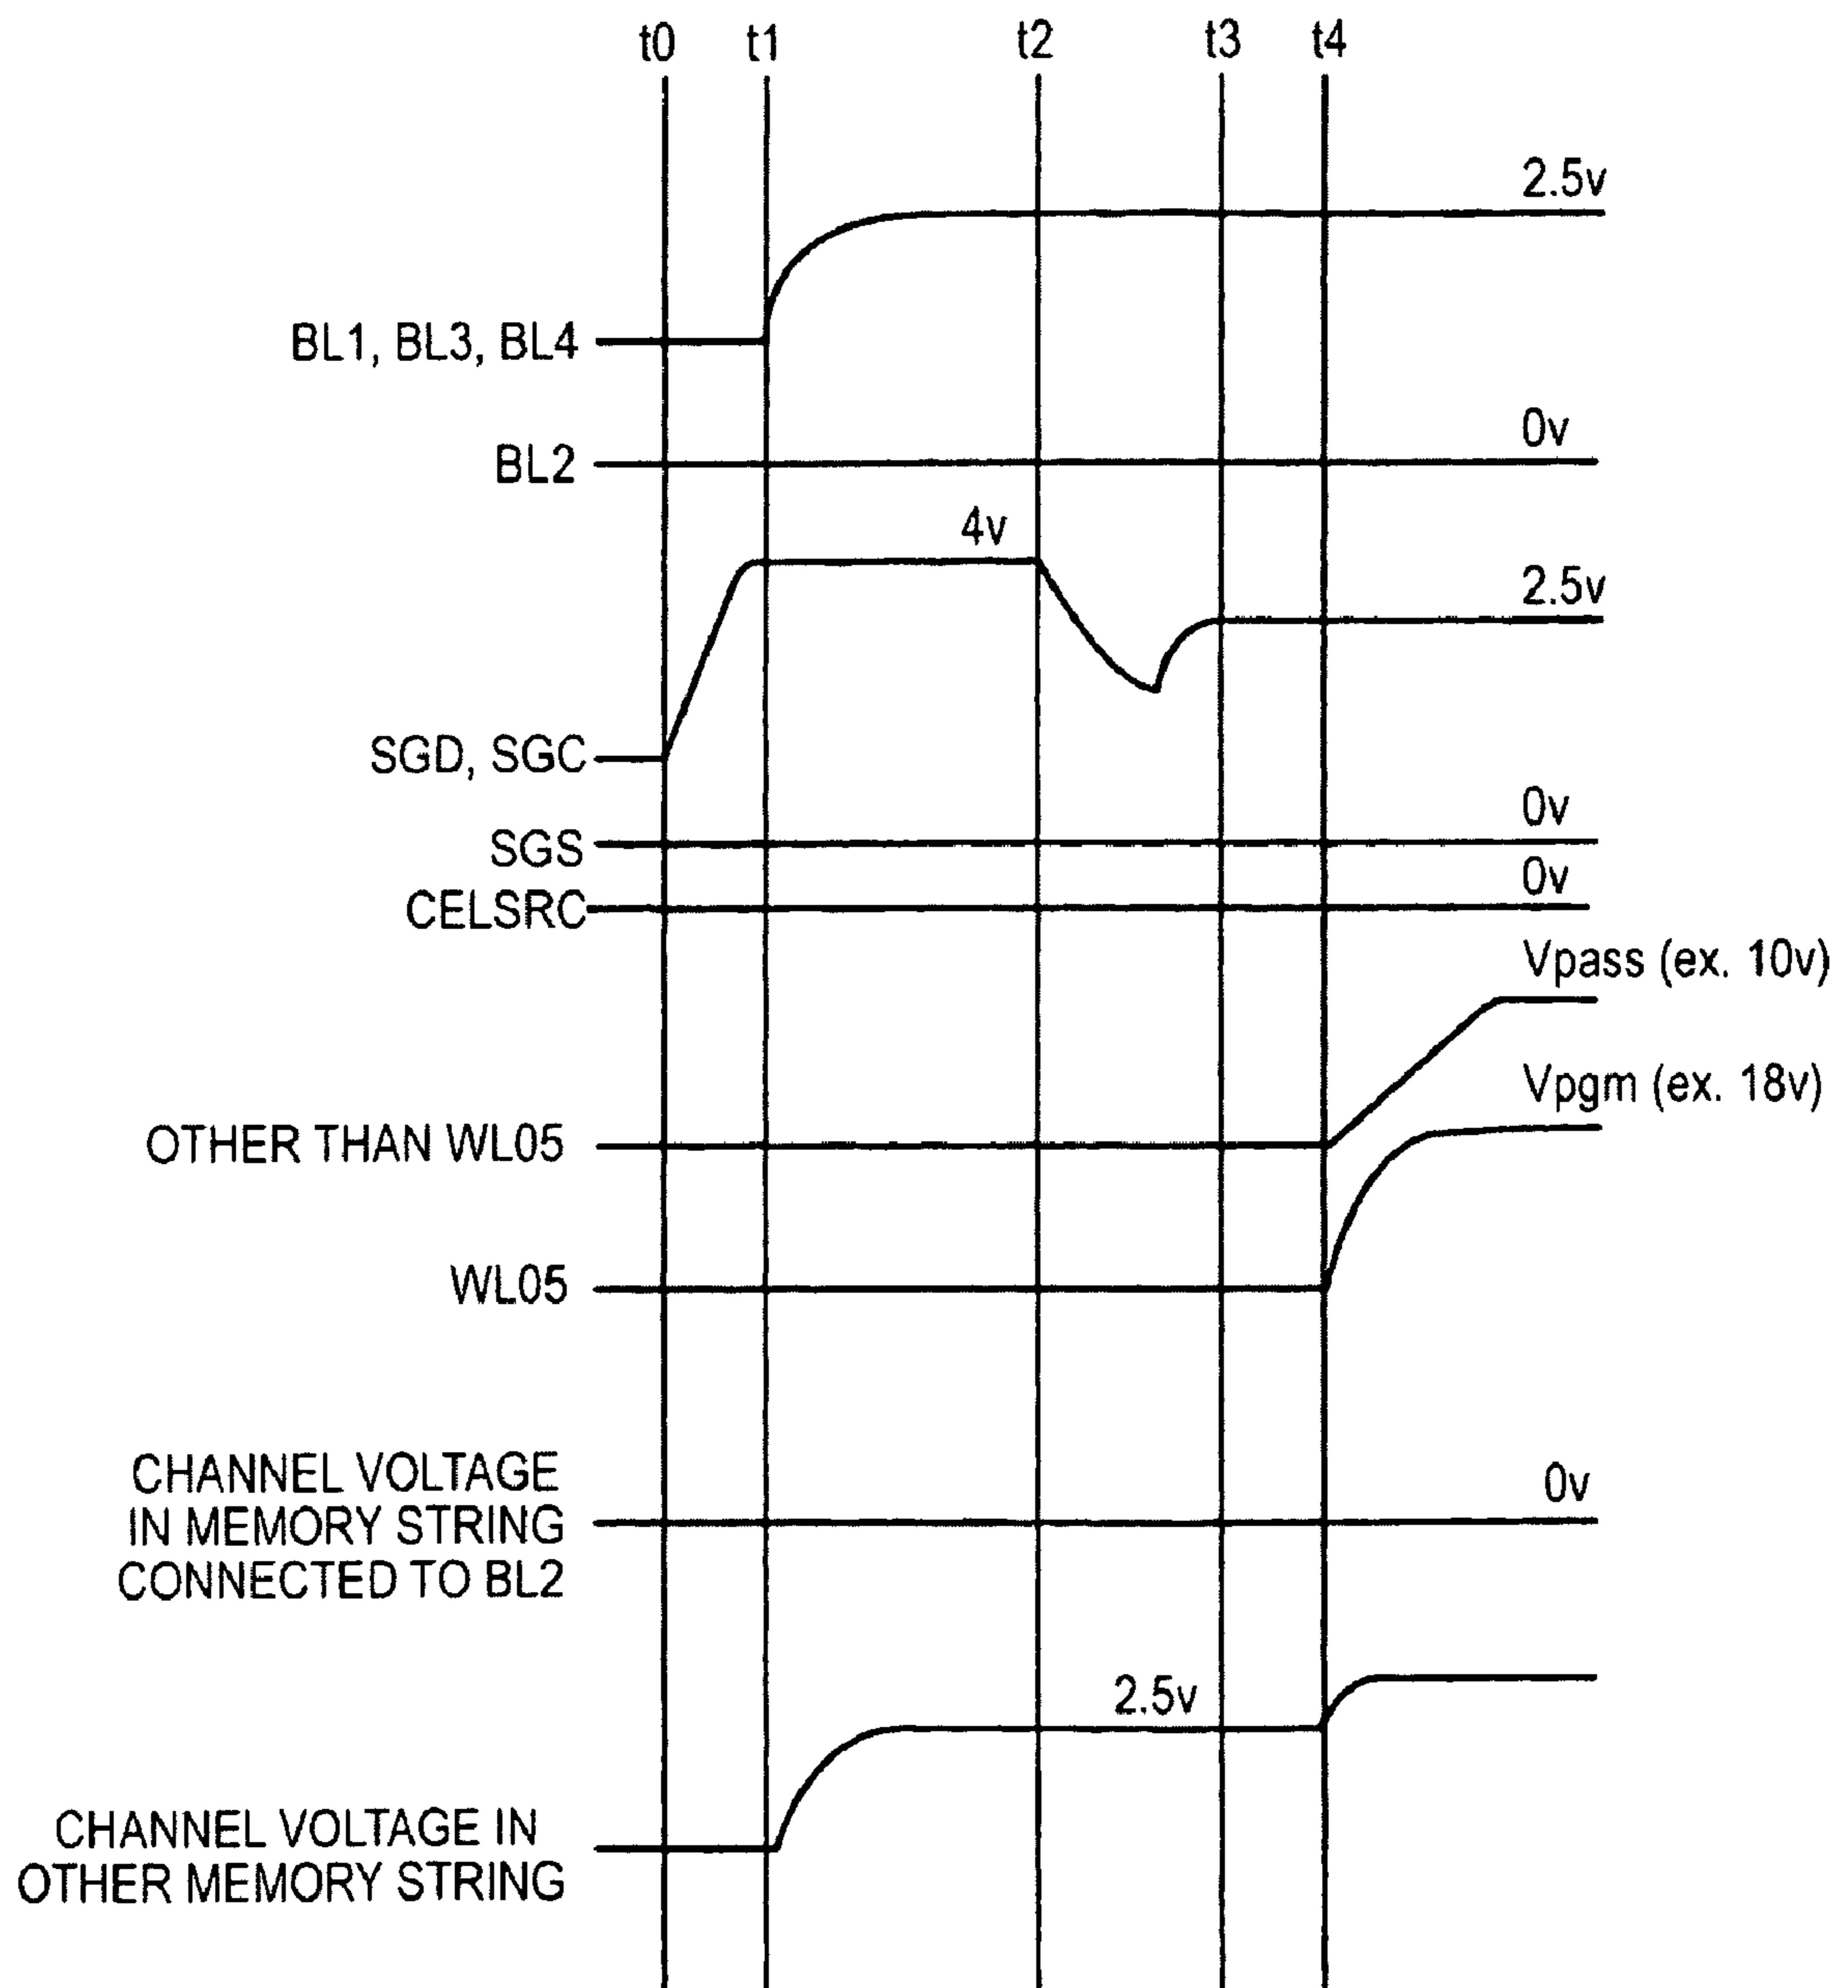 t0 t1 t2 t3 t4
2.5v
BL1, BL3, BL4
0v
BL2
4v
2.5v
SGD, SGC
0v
SGS
0v
CELSRC
Vpass (ex. 10v)
Vpgm (ex. 18v)
OTHER THAN WL05
WL05
CHANNEL VOLTAGE
IN MEMORY STRING
CONNECTED TO BL2
0v
2.5v
CHANNEL VOLTAGE IN
OTHER MEMORY STRING